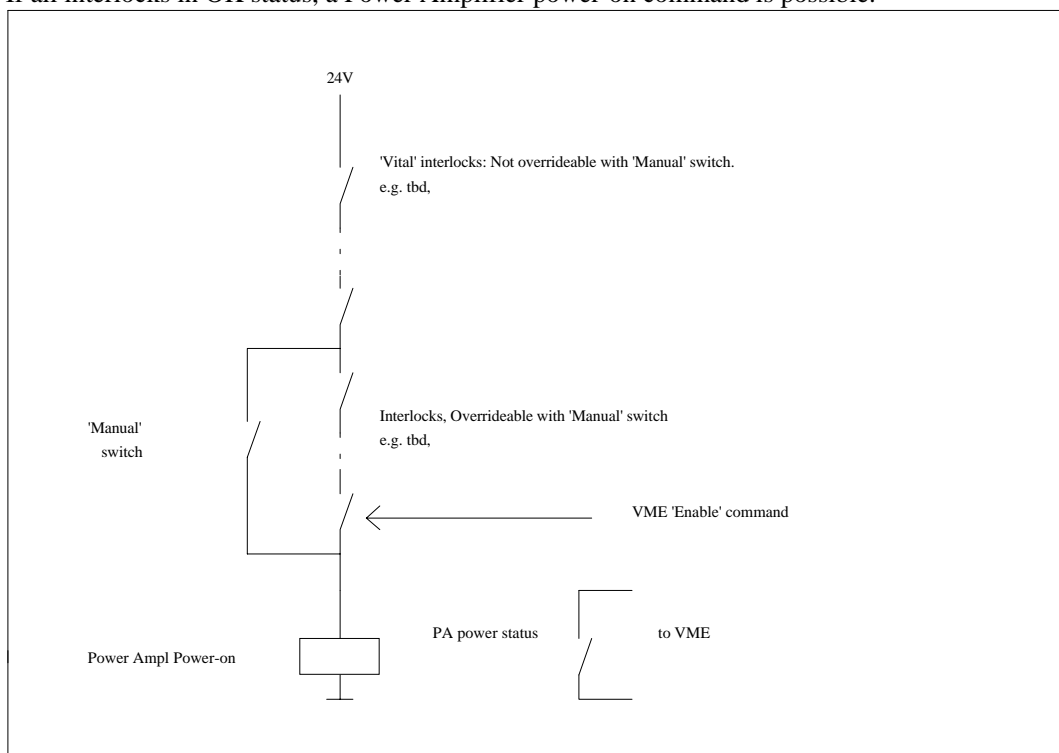 If all interlocks in OK status, a Power Amplifier power-on command is possible.
24V
'Vital' interlocks: Not overrideable with 'Manual' switch.
e.g. tbd,
Interlocks, Overrideable with 'Manual' switch
e.g. tbd,
'Manual'
switch
VME 'Enable' command
PA power status
to VME
Power Ampl Power-on